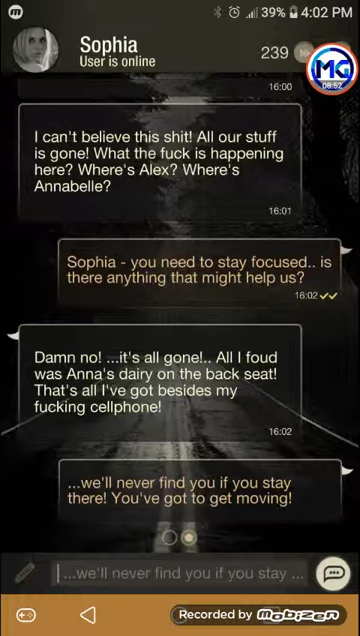 39% 4:02 PM
Sophia
User is online
239
MG
08:52
16:00
I can't believe this shit! All our stuff
is gone! What the fuck is happening
here? Where's Alex? Where's
Annabelle?
16:01
Sophia - you need to stay focused.. is
there anything that might help us?
16:02
Damn no! ...it's all gone!.. All I foud
was Anna's dairy on the back seat!
That's all I've got besides my
fucking cellphone!
16:02
...we'll never find you if you stay
there! You've got to get moving!
...we'll never find you if you stay ...
Recorded by Mobizen